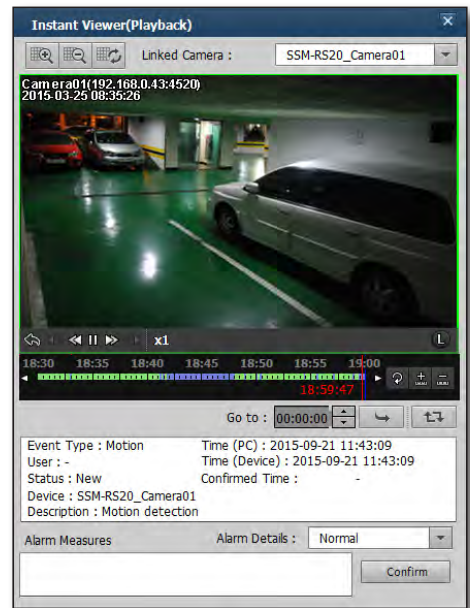 Instant Viewer(Playback)
Linked Camera : SSM-RS20_Camera01
Camera01(192.168.0.43:4520)
2015-03-25 08:35:26
x1 L
18:30 18:35 18:40 18:45 18:50 18:55 19:00
18:59:47
Go to : 00:00:00
Event Type : Motion Time (PC) : 2015-09-21 11:43:09
User : - Time (Device) : 2015-09-21 11:43:09
Status : New Confirmed Time : -
Device : SSM-RS20_Camera01
Description : Motion detection
Alarm Measures Alarm Details : Normal
Confirm